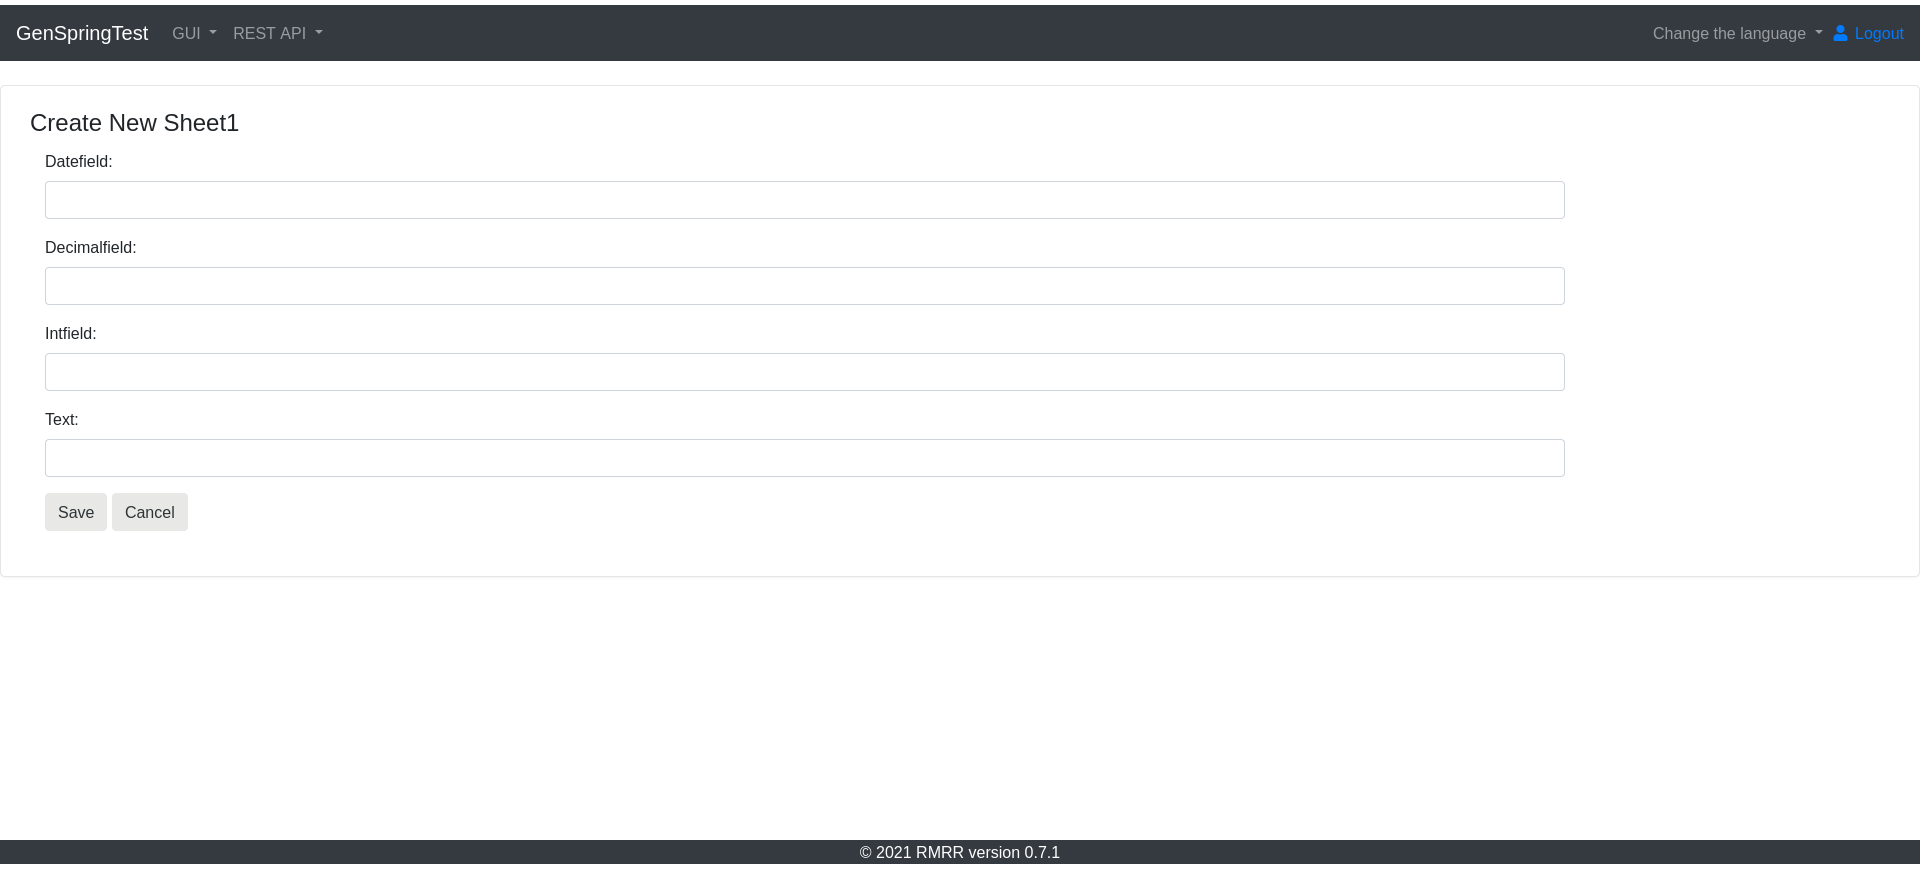 GenSpringTest GUI REST API Change the language Logout
Create New Sheet1
Datefield:
Decimalfield:
Intfield:
Text:
Save Cancel
© 2021 RMRR version 0.7.1